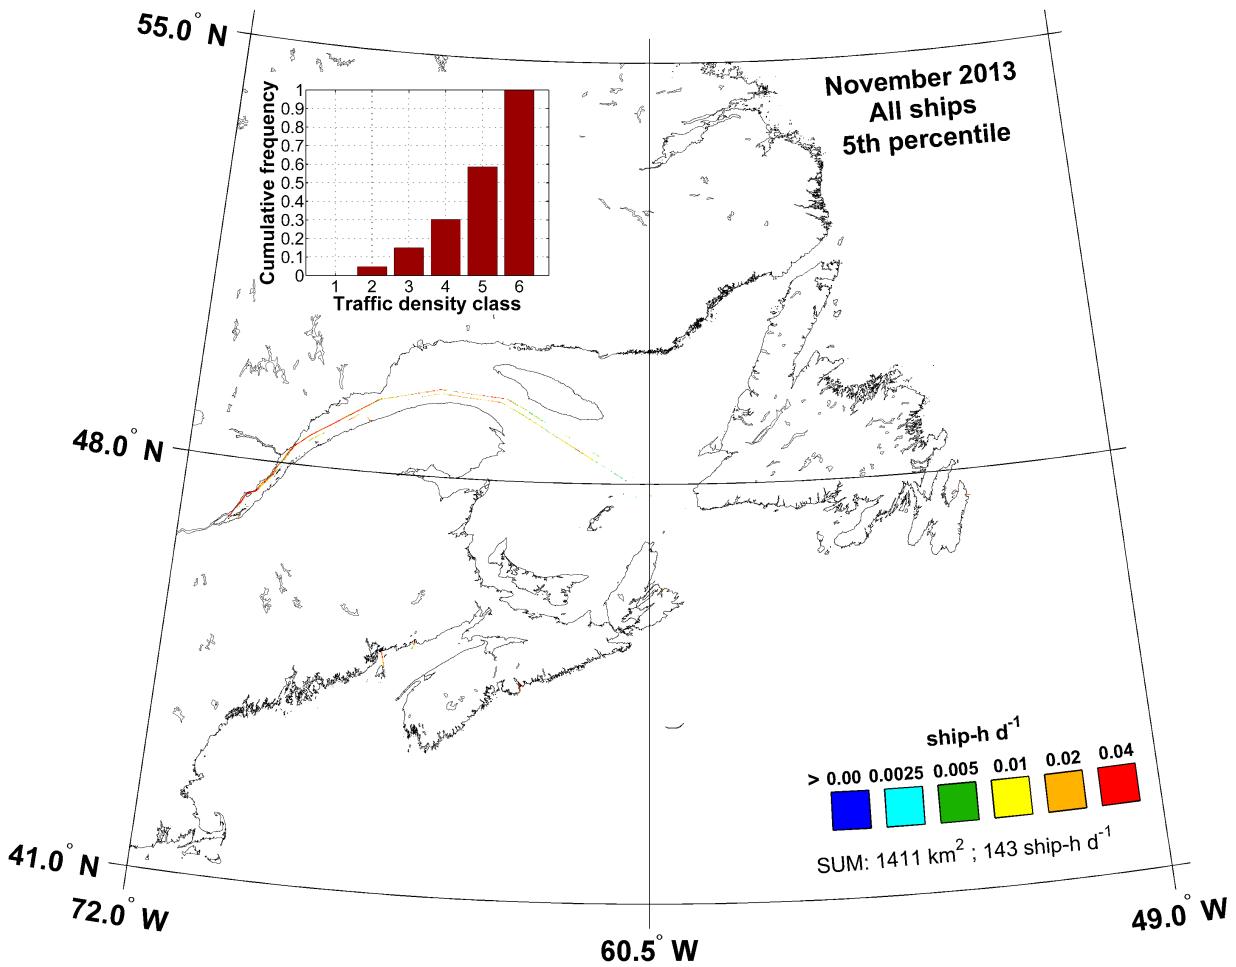 55.0° N
November 2013
All ships
5th percentile
Cumulative frequency
1
0.9
0.8
0.7
0.6
0.5
0.4
0.3
0.2
0.1
0
1 2 3 4 5 6
Traffic density class
48.0° N
ship-h d-1
> 0.00 0.0025 0.005 0.01 0.02 0.04
SUM: 1411 km2 ; 143 ship-h d-1
41.0° N
72.0° W
60.5° W
49.0° W